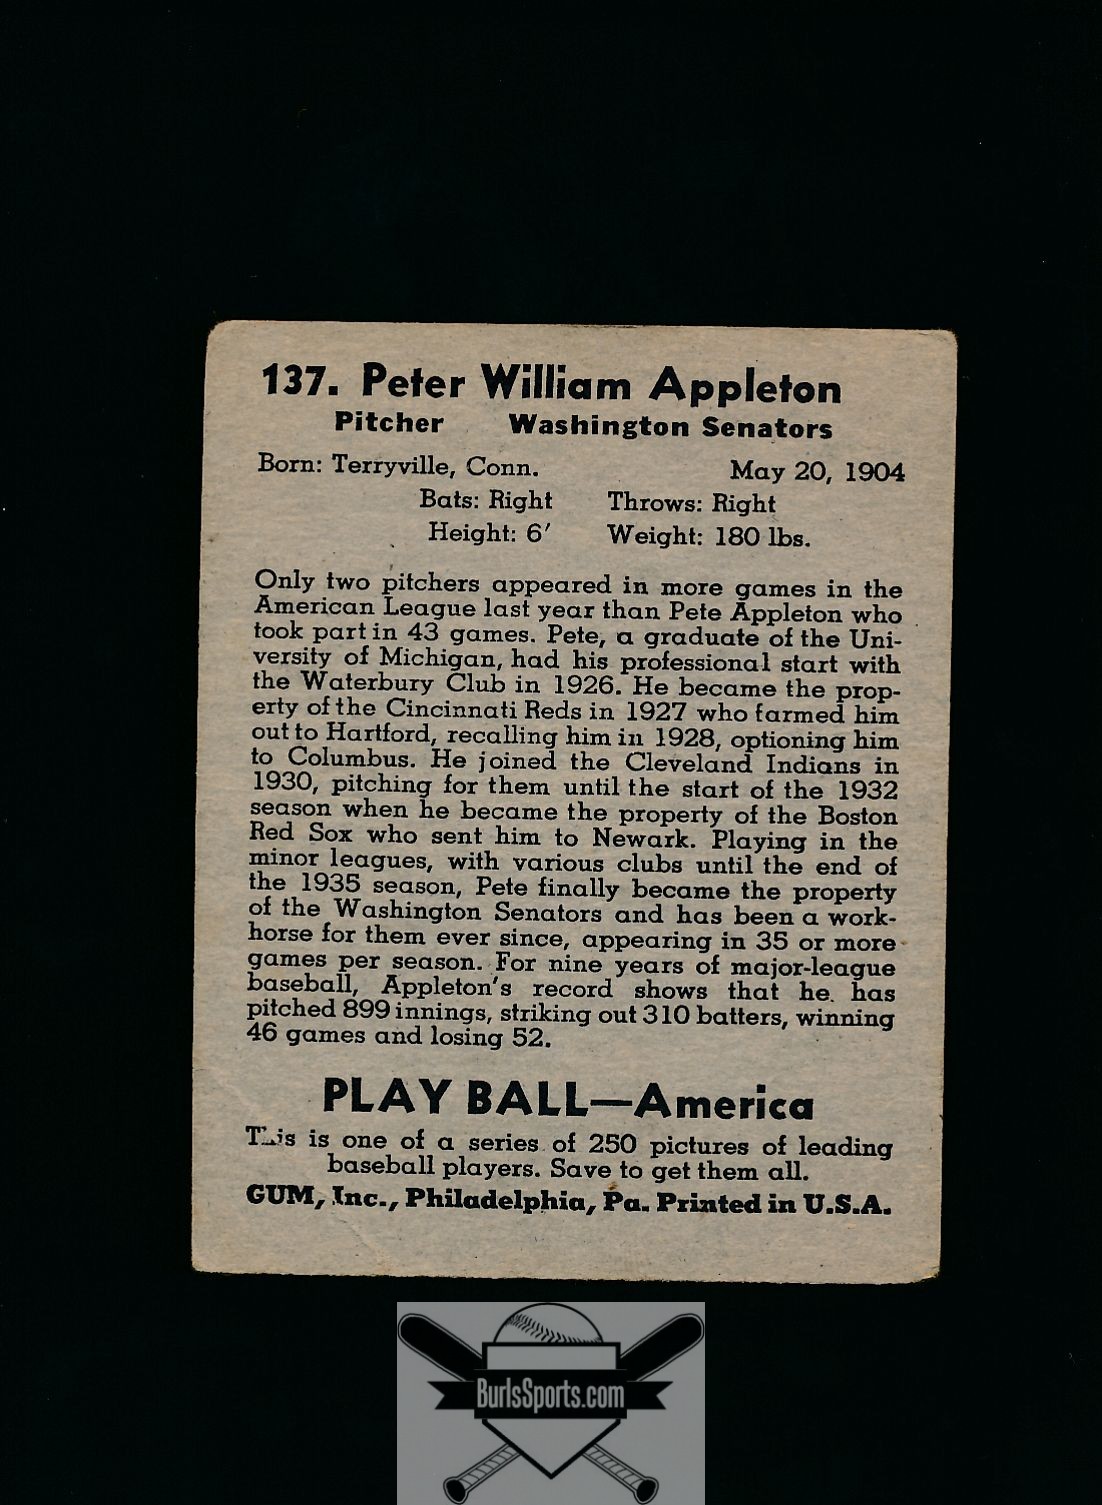 137. Peter William Appleton
Pitcher Washington Senators
Born: Terryville, Conn. May 20, 1904
Bats: Right Throws: Right
Height: 6′ Weight: 180 lbs.
Only two pitchers appeared in more games in the
American League last year than Pete Appleton who
took part in 43 games. Pete, a graduate of the Uni-
versity of Michigan, had his professional start with
the Waterbury Club in 1926. He became the prop-
erty of the Cincinnati Reds in 1927 who farmed him
out to Hartford, recalling him in 1928, optioning him
to Columbus. He joined the Cleveland Indians in
1930, pitching for them until the start of the 1932
season when he became the property of the Boston
Red Sox who sent him to Newark. Playing in the
minor leagues, with various clubs until the end of
the 1935 season, Pete finally became the property
of the Washington Senators and has been a work-
horse for them ever since, appearing in 35 or more
games per season. For nine years of major-league
baseball, Appleton's record shows that he has
pitched 899 innings, striking out 310 batters, winning
46 games and losing 52.
PLAY BALL—America
This is one of a series of 250 pictures of leading
baseball players. Save to get them all.
GUM, Inc., Philadelphia, Pa. Printed in U.S.A.
BurlsSports.com